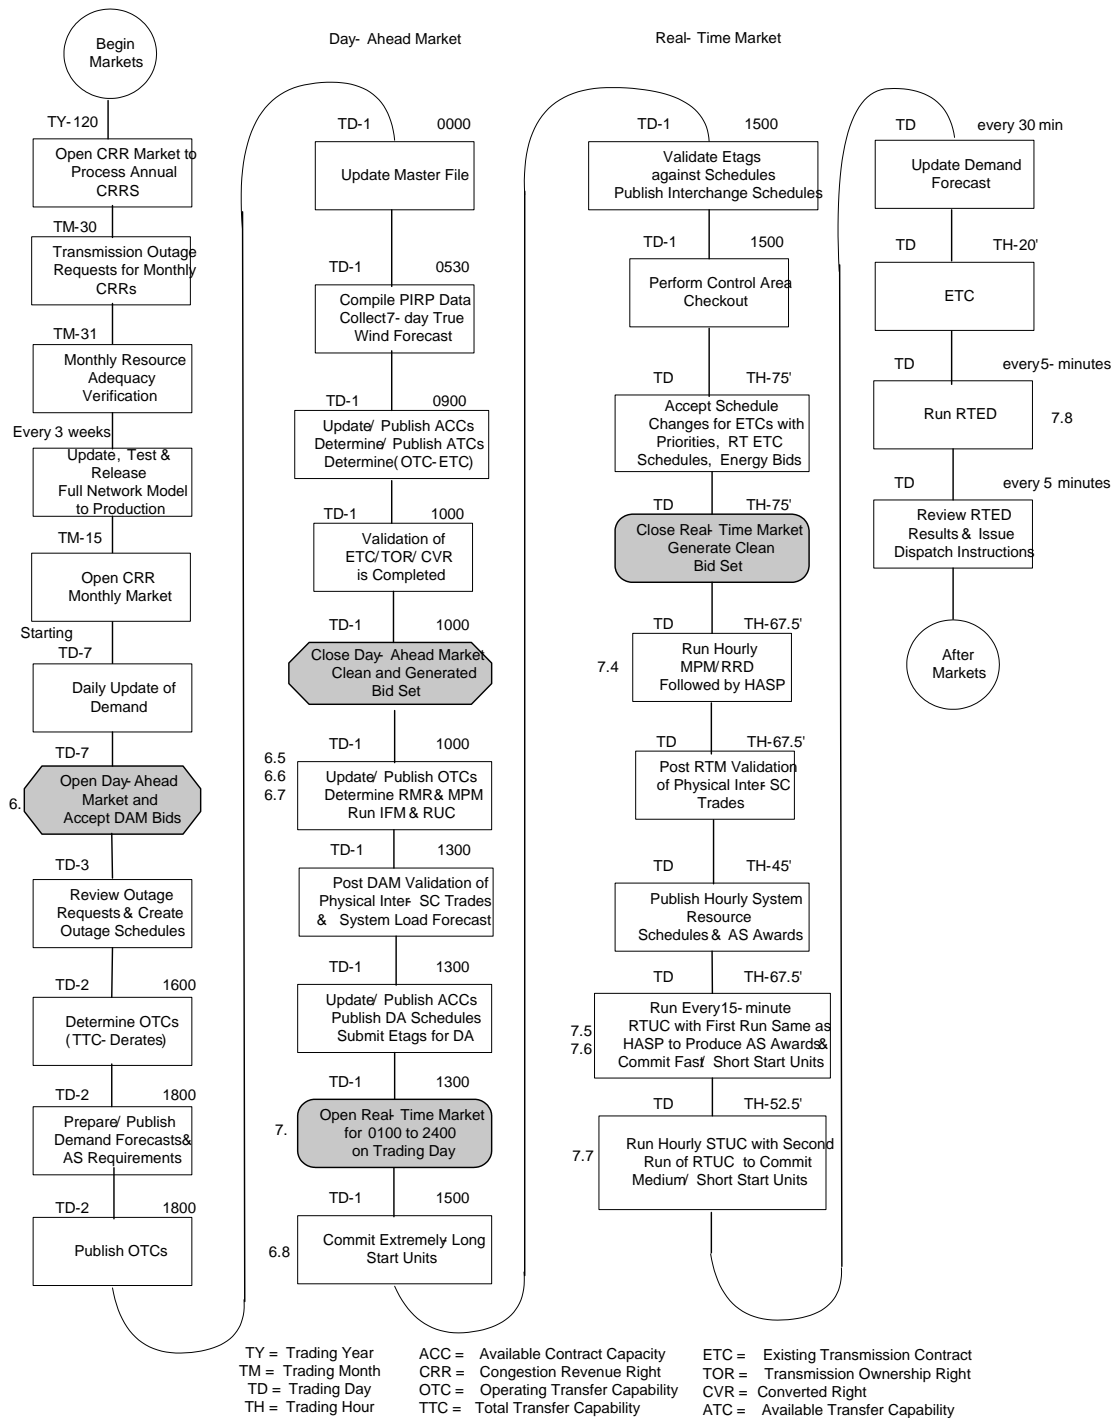 Day- Ahead Market
Real- Time Market
Begin
Markets
TY-120
Open CRR Market to
Process Annual
CRRS
TM-30
Transmission Outage
Requests for Monthly
CRRs
TM-31
Monthly Resource
Adequacy
Verification
Every 3 weeks
Update, Test &
Release
Full Network Model
to Production
TM-15
Open CRR
Monthly Market
Starting
TD-7
Daily Update of
Demand
TD-7
6.
Open Day-Ahead
Market and
Accept DAM Bids
TD-3
Review Outage
Requests & Create
Outage Schedules
TD-2 1600
Determine OTCs
(TTC- Derates)
TD-2 1800
Prepare/ Publish
Demand Forecasts&
AS Requirements
TD-2 1800
Publish OTCs
TD-1 0000
Update Master File
TD-1 0530
Compile PIRP Data
Collect7- day True
Wind Forecast
TD-1 0900
Update/ Publish ACCs
Determine/ Publish ATCs
Determine(OTC-ETC)
TD-1 1000
Validation of
ETC/TOR/ CVR
is Completed
TD-1 1000
Close Day- Ahead Market
Clean and Generated
Bid Set
TD-1 1000
6.5
6.6
6.7
Update/ Publish OTCs
Determine RMR & MPM
Run IFM & RUC
TD-1 1300
Post DAM Validation of
Physical Inter- SC Trades
& System Load Forecast
TD-1 1300
Update/ Publish ACCs
Publish DA Schedules
Submit Etags for DA
TD-1 1300
7.
Open Real- Time Market
for 0100 to 2400
on Trading Day
TD-1 1500
6.8
Commit Extremely-Long
Start Units
TD-1 1500
Validate Etags
against Schedules
Publish Interchange Schedules
TD-1 1500
Perform Control Area
Checkout
TD TH-75'
Accept Schedule
Changes for ETCs with
Priorities, RT ETC
Schedules, Energy Bids
TD TH-75'
Close Real- Time Market
Generate Clean
Bid Set
TD TH-67.5'
7.4
Run Hourly
MPM/RRD
Followed by HASP
TD TH-67.5'
Post RTM Validation
of Physical Inter- SC
Trades
TD TH-45'
Publish Hourly System
Resource
Schedules & AS Awards
TD TH-67.5'
7.5
7.6
Run Every15- minute
RTUC with First Run Same as
HASP to Produce AS Awards&
Commit Fast/ Short Start Units
TD TH-52.5'
7.7
Run Hourly STUC with Second
Run of RTUC to Commit
Medium/ Short Start Units
TD every 30 min
Update Demand
Forecast
TD TH-20'
ETC
TD every5- minutes
Run RTED
7.8
TD every 5 minutes
Review RTED
Results & Issue
Dispatch Instructions
After
Markets
TY = Trading Year
TM = Trading Month
TD = Trading Day
TH = Trading Hour
ACC = Available Contract Capacity
CRR = Congestion Revenue Right
OTC = Operating Transfer Capability
TTC = Total Transfer Capability
ETC = Existing Transmission Contract
TOR = Transmission Ownership Right
CVR = Converted Right
ATC = Available Transfer Capability